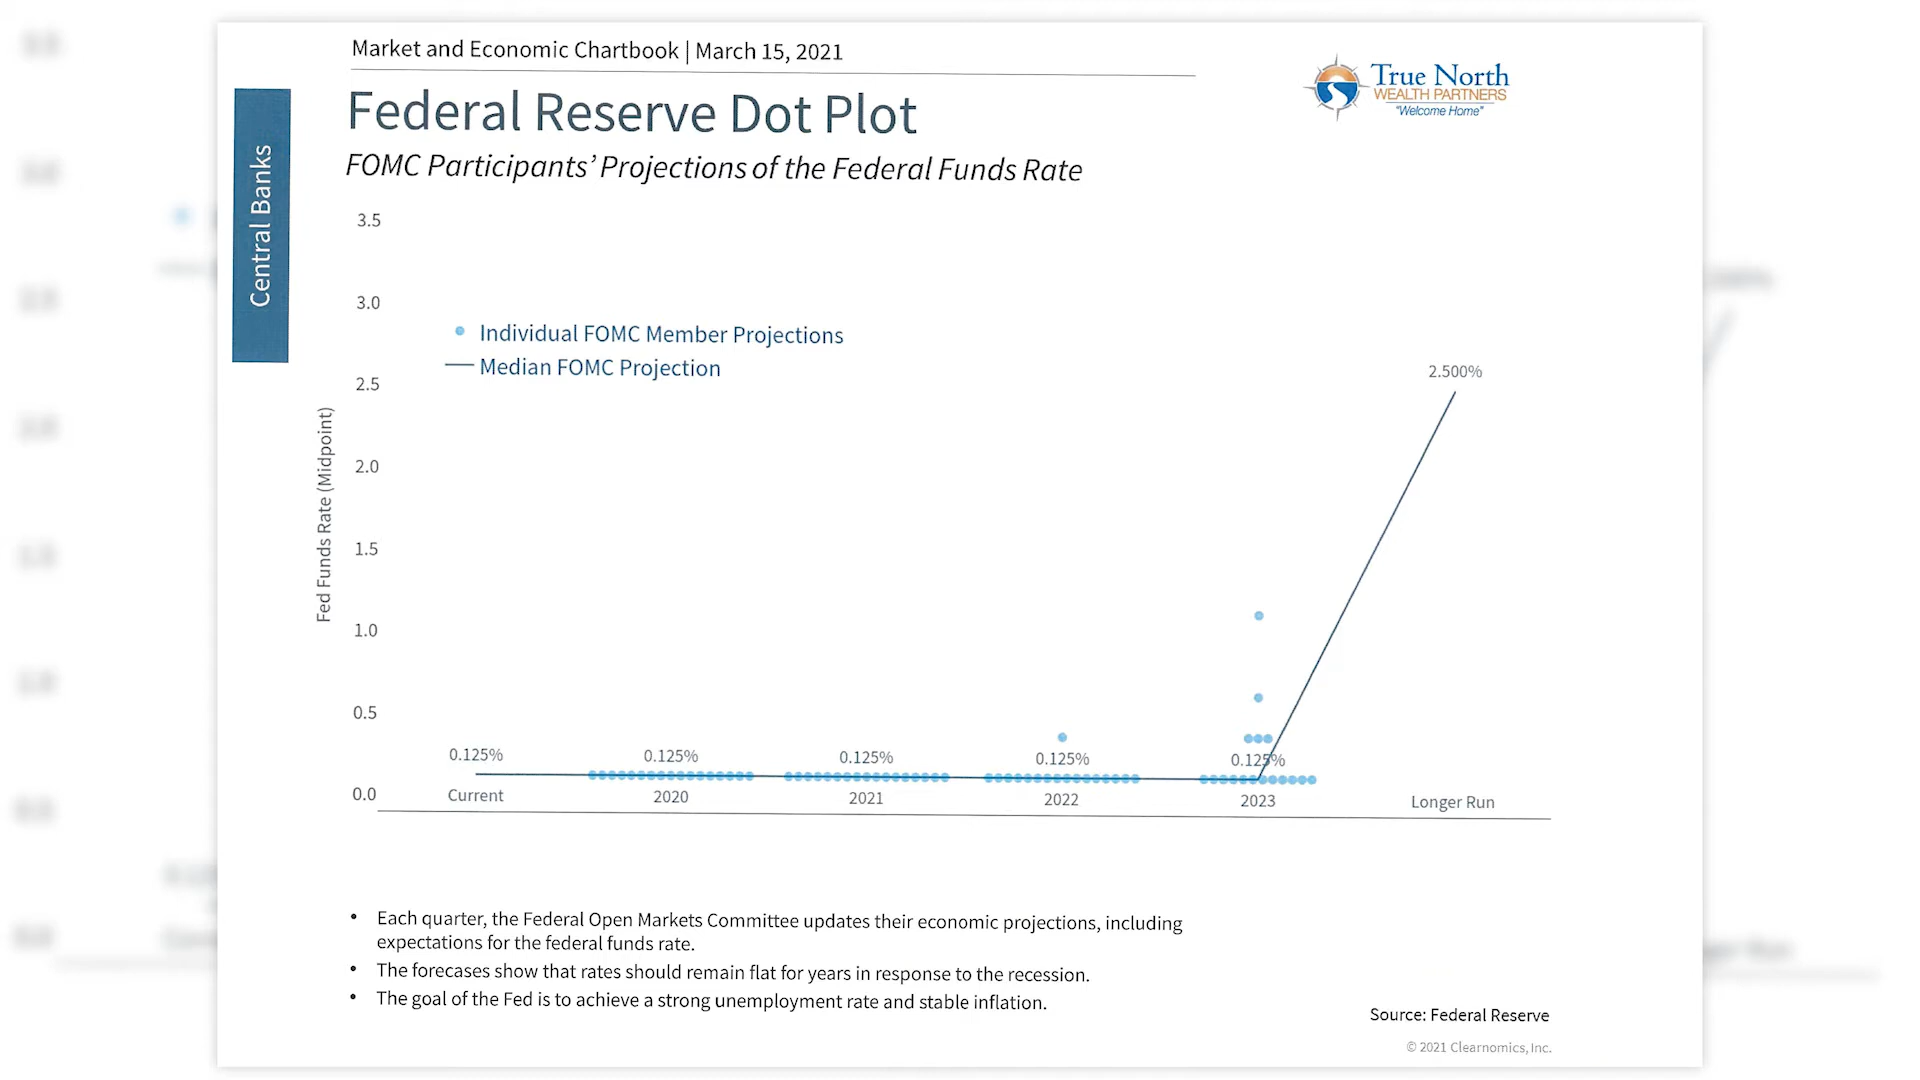 Market and Economic Chartbook | March 15, 2021
True North
WEALTH PARTNERS
"Welcome Home"
Central Banks
Federal Reserve Dot Plot
FOMC Participants' Projections of the Federal Funds Rate
3.5
3.0
2.5
2.0
1.5
1.0
0.5
0.0
Fed Funds Rate (Midpoint)
Individual FOMC Member Projections
Median FOMC Projection
2.500%
0.125%
0.125%
0.125%
0.125%
0.125%
Current
2020
2021
2022
2023
Longer Run
• Each quarter, the Federal Open Markets Committee updates their economic projections, including
expectations for the federal funds rate.
• The forecases show that rates should remain flat for years in response to the recession.
• The goal of the Fed is to achieve a strong unemployment rate and stable inflation.
Source: Federal Reserve
© 2021 Clearnomics, Inc.